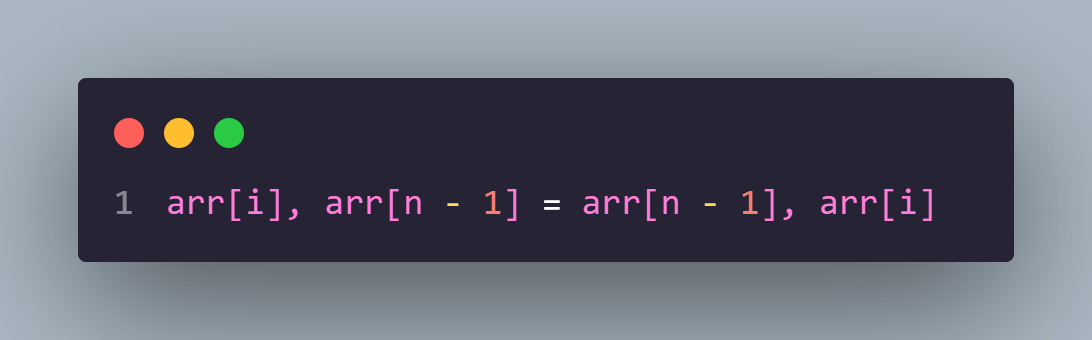 1 arr[i], arr[n - 1] = arr[n - 1], arr[i]